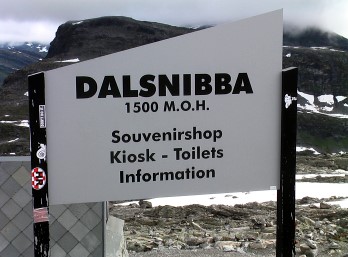 DALSNIBBA
1500 M.O.H.
Souvenirshop
Kiosk - Toilets
Information